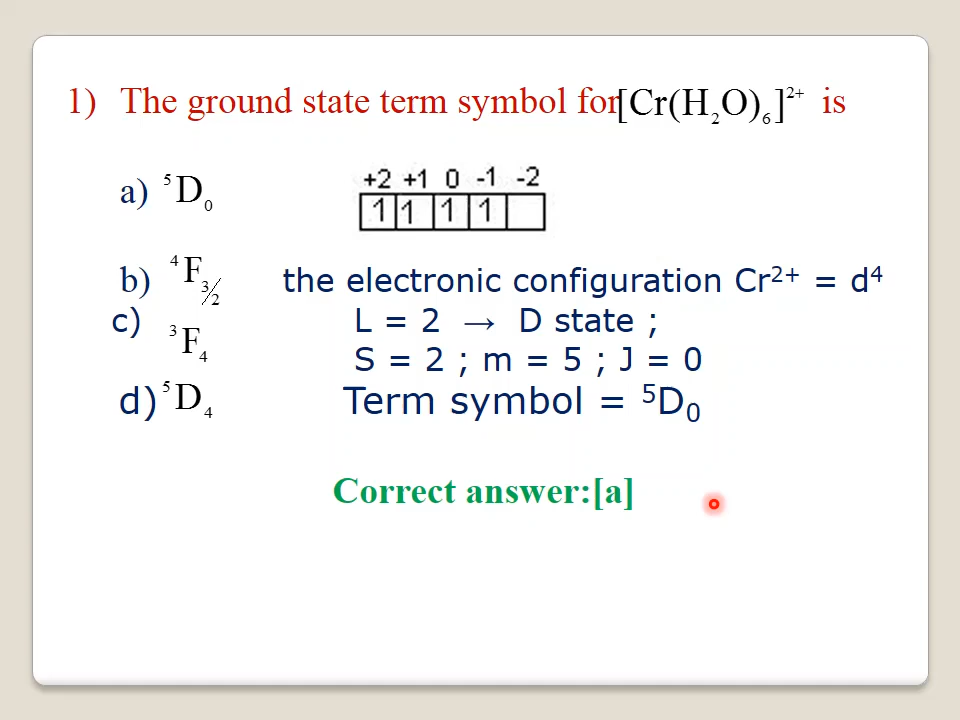 1) The ground state term symbol for [Cr(H₂O)₆]²⁺ is
a) ⁵D₀
+2 +1 0 -1 -2
1 1 1 1
b) ⁴F₃/₂
the electronic configuration Cr²⁺ = d⁴
c) ³F₄
L = 2 → D state ;
S = 2 ; m = 5 ; J = 0
d) ⁵D₄
Term symbol = ⁵D₀
Correct answer:[a]